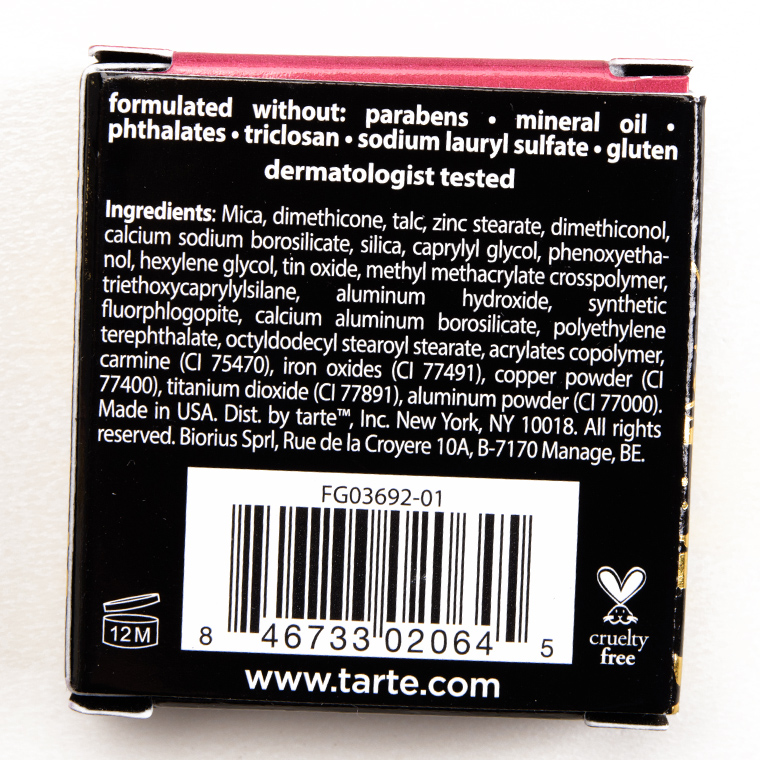 formulated without: parabens • mineral oil •
phthalates • triclosan • sodium lauryl sulfate • gluten
dermatologist tested
Ingredients: Mica, dimethicone, talc, zinc stearate, dimethiconol,
calcium sodium borosilicate, silica, caprylyl glycol, phenoxyetha-
nol, hexylene glycol, tin oxide, methyl methacrylate crosspolymer,
triethoxycaprylylsilane, aluminum hydroxide, synthetic
fluorphlogopite, calcium aluminum borosilicate, polyethylene
terephthalate, octyldodecyl stearoyl stearate, acrylates copolymer,
carmine (CI 75470), iron oxides (CI 77491), copper powder (CI
77400), titanium dioxide (CI 77891), aluminum powder (CI 77000).
Made in USA. Dist. by tarte™, Inc. New York, NY 10018. All rights
reserved. Biorius Sprl, Rue de la Croyere 10A, B-7170 Manage, BE.
FG03692-01
8 46733 02064 5
12M
cruelty
free
www.tarte.com